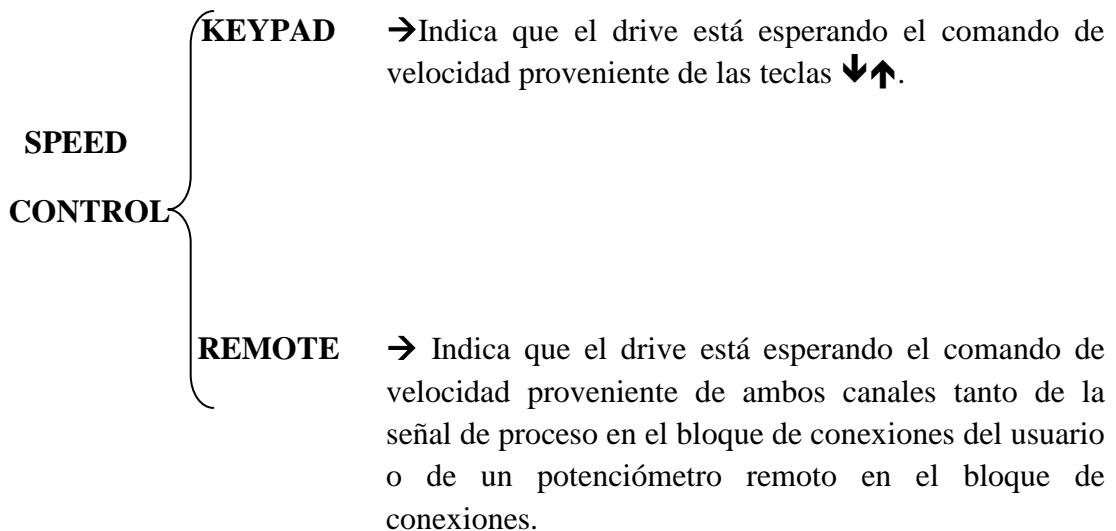 KEYPAD →Indica que el drive está esperando el comando de
velocidad proveniente de las teclas 🡻🡹.
SPEED
CONTROL
REMOTE → Indica que el drive está esperando el comando de
velocidad proveniente de ambos canales tanto de la
señal de proceso en el bloque de conexiones del usuario
o de un potenciómetro remoto en el bloque de
conexiones.